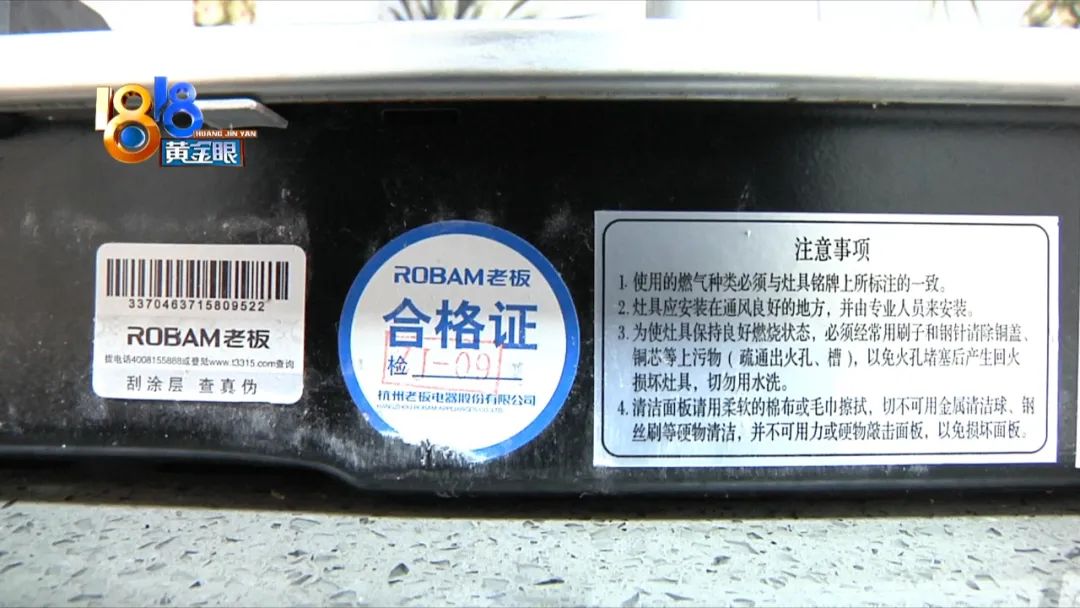 1818
HUANG JIN YAN
黄金眼
3370463715809522
ROBAM老板
拨电话4008155888或登陆www.t3315.com查询
刮涂层 查真伪
ROBAM老板
合格证
检 J-09
杭州老板电器股份有限公司
HANGZHOU ROBAM APPLIANCES CO.,LTD.
注意事项
1. 使用的燃气种类必须与灶具铭牌上所标注的一致。
2. 灶具应安装在通风良好的地方，并由专业人员来安装。
3. 为使灶具保持良好燃烧状态，必须经常用刷子和钢针清除铜盖、
铜芯等上污物（疏通出火孔、槽），以免火孔堵塞后产生回火
损坏灶具，切勿用水洗。
4. 清洁面板请用柔软的棉布或毛巾擦拭，切不可用金属清洁球、钢
丝刷等硬物清洁，并不可用力或硬物敲击面板，以免损坏面板。